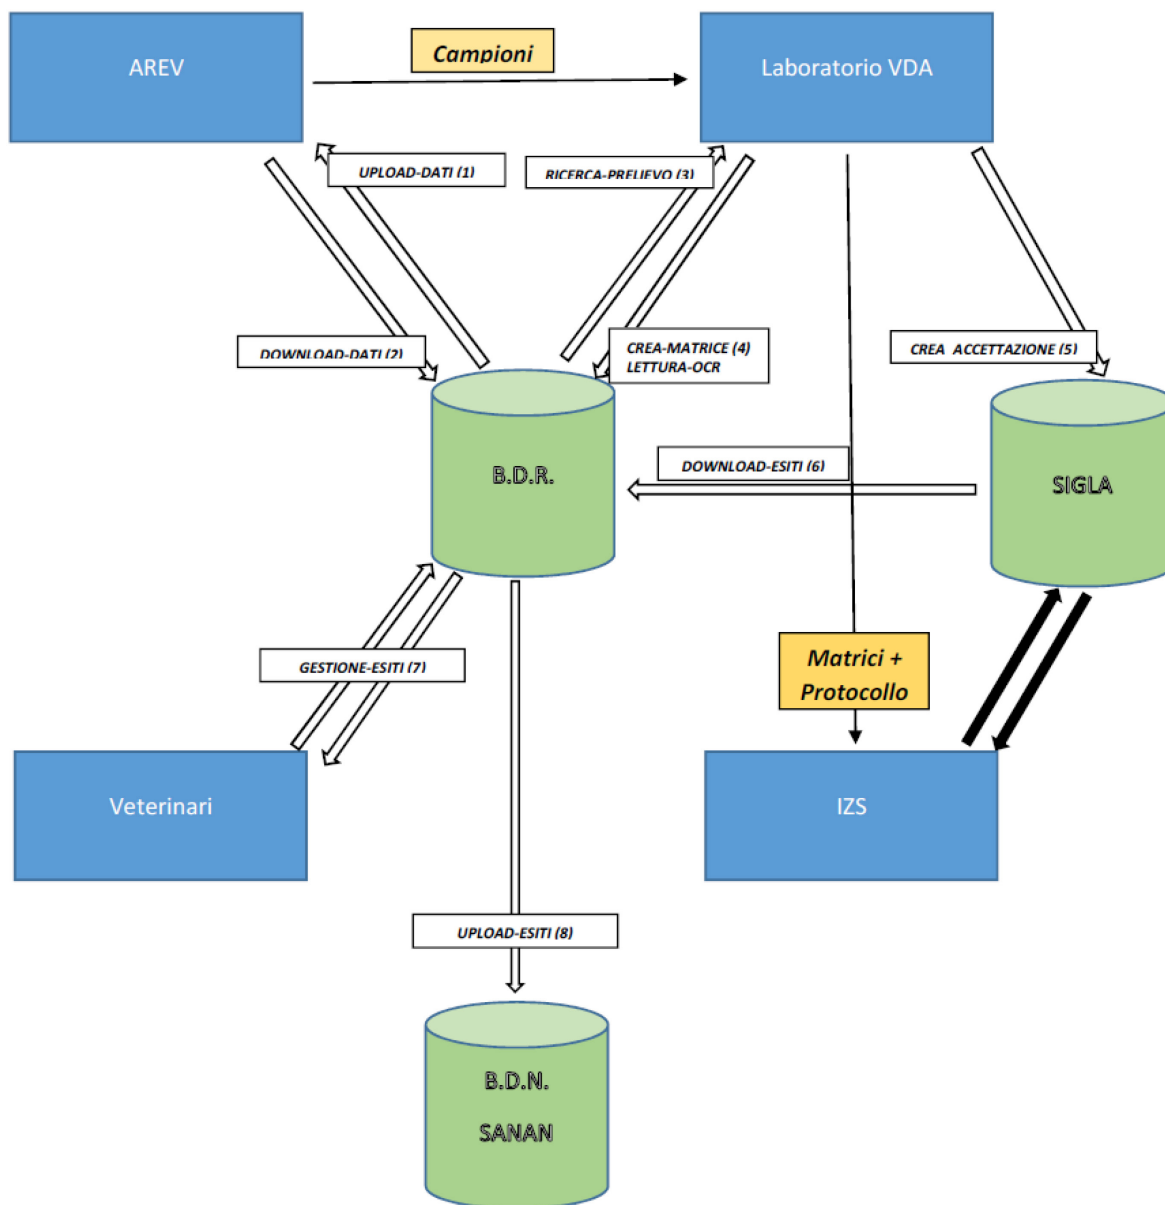 AREV
Campioni
Laboratorio VDA
UPLOAD-DATI (1)
RICERCA-PRELIEVO (3)
DOWNLOAD-DATI (2)
CREA-MATRICE (4)
LETTURA-OCR
CREA ACCETTAZIONE (5)
B.D.R.
DOWNLOAD-ESITI (6)
SIGLA
GESTIONE-ESITI (7)
Matrici +
Protocollo
Veterinari
IZS
UPLOAD-ESITI (8)
B.D.N.
SANAN